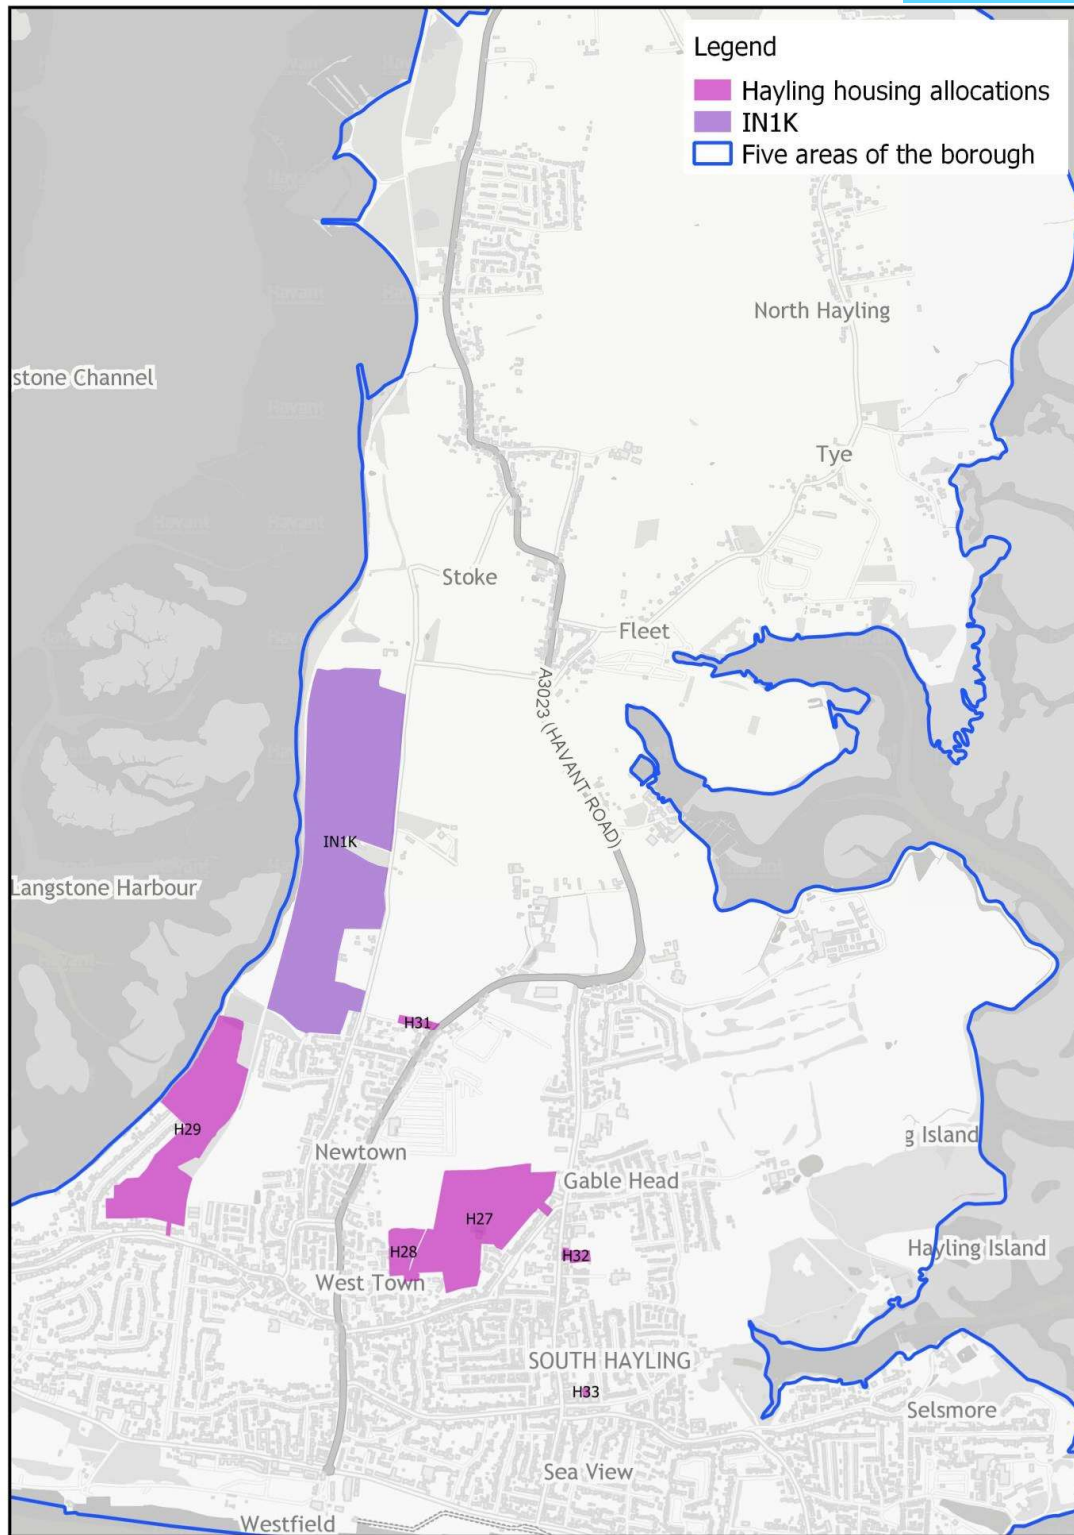 Legend
Hayling housing allocations
IN1K
Five areas of the borough
North Hayling
stone Channel
Tye
Stoke
Fleet
A3023 (HAVANT ROAD)
IN1K
Langstone Harbour
H31
H29
g Island
Newtown
Gable Head
H27
Hayling Island
H28
H32
West Town
SOUTH HAYLING
H33
Selsmore
Sea View
Westfield